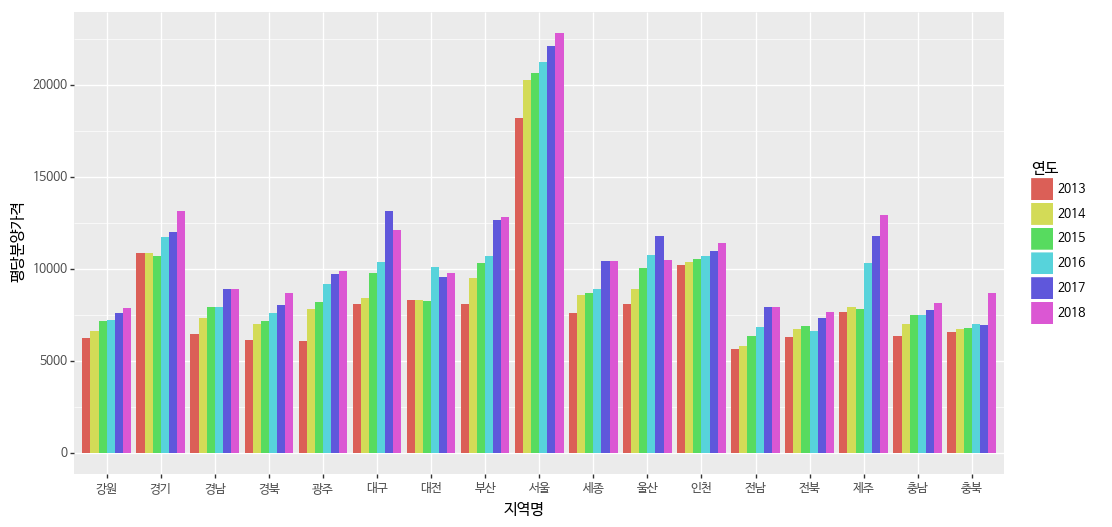 평당분양가격
20000
15000
10000
5000
0
강원 경기 경남 경북 광주 대구 대전 부산 서울 세종 울산 인천 전남 전북 제주 충남 충북
지역명
연도
2013
2014
2015
2016
2017
2018